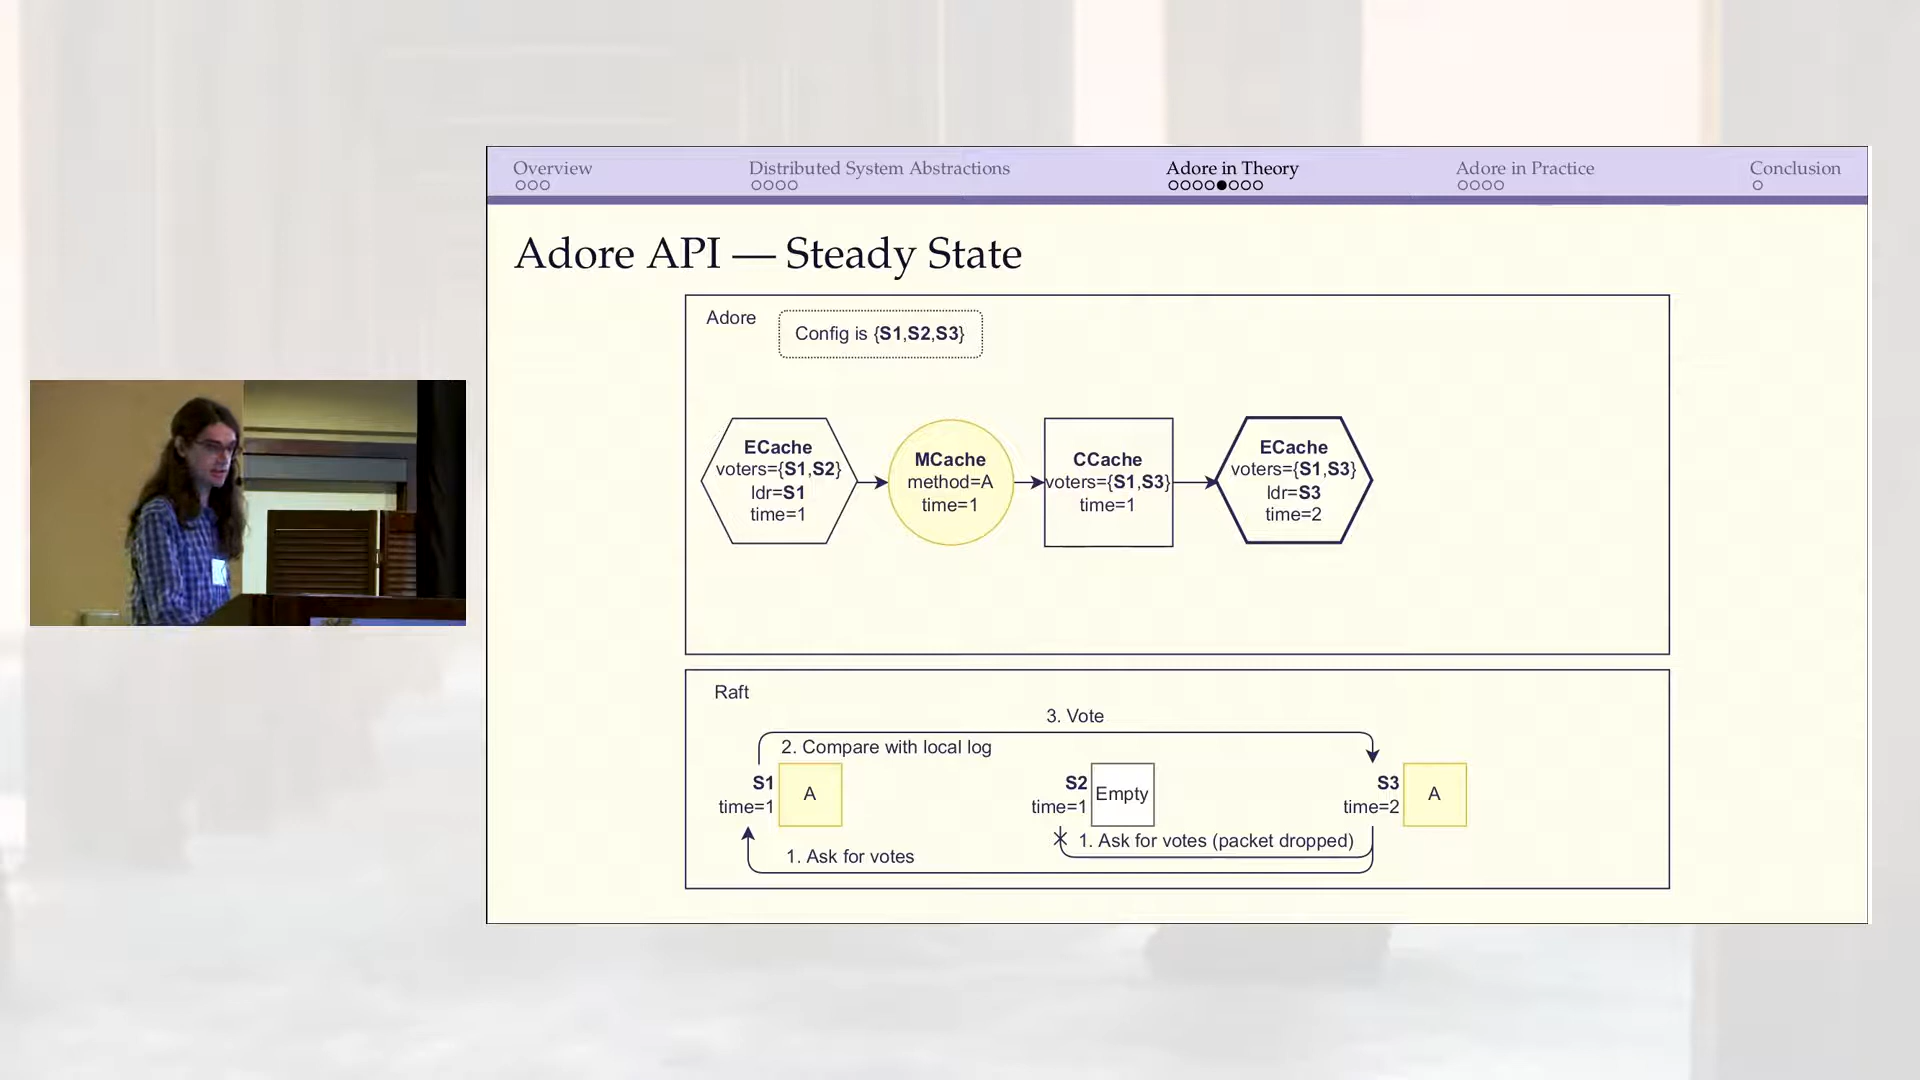 Overview
Distributed System Abstractions
Adore in Theory
Adore in Practice
Conclusion
Adore API — Steady State
Adore
Config is {S1,S2,S3}
ECache
voters={S1,S2}
ldr=S1
time=1
MCache
method=A
time=1
CCache
voters={S1,S3}
time=1
ECache
voters={S1,S3}
ldr=S3
time=2
Raft
3. Vote
2. Compare with local log
S1
time=1
A
S2
time=1
Empty
S3
time=2
A
1. Ask for votes (packet dropped)
1. Ask for votes